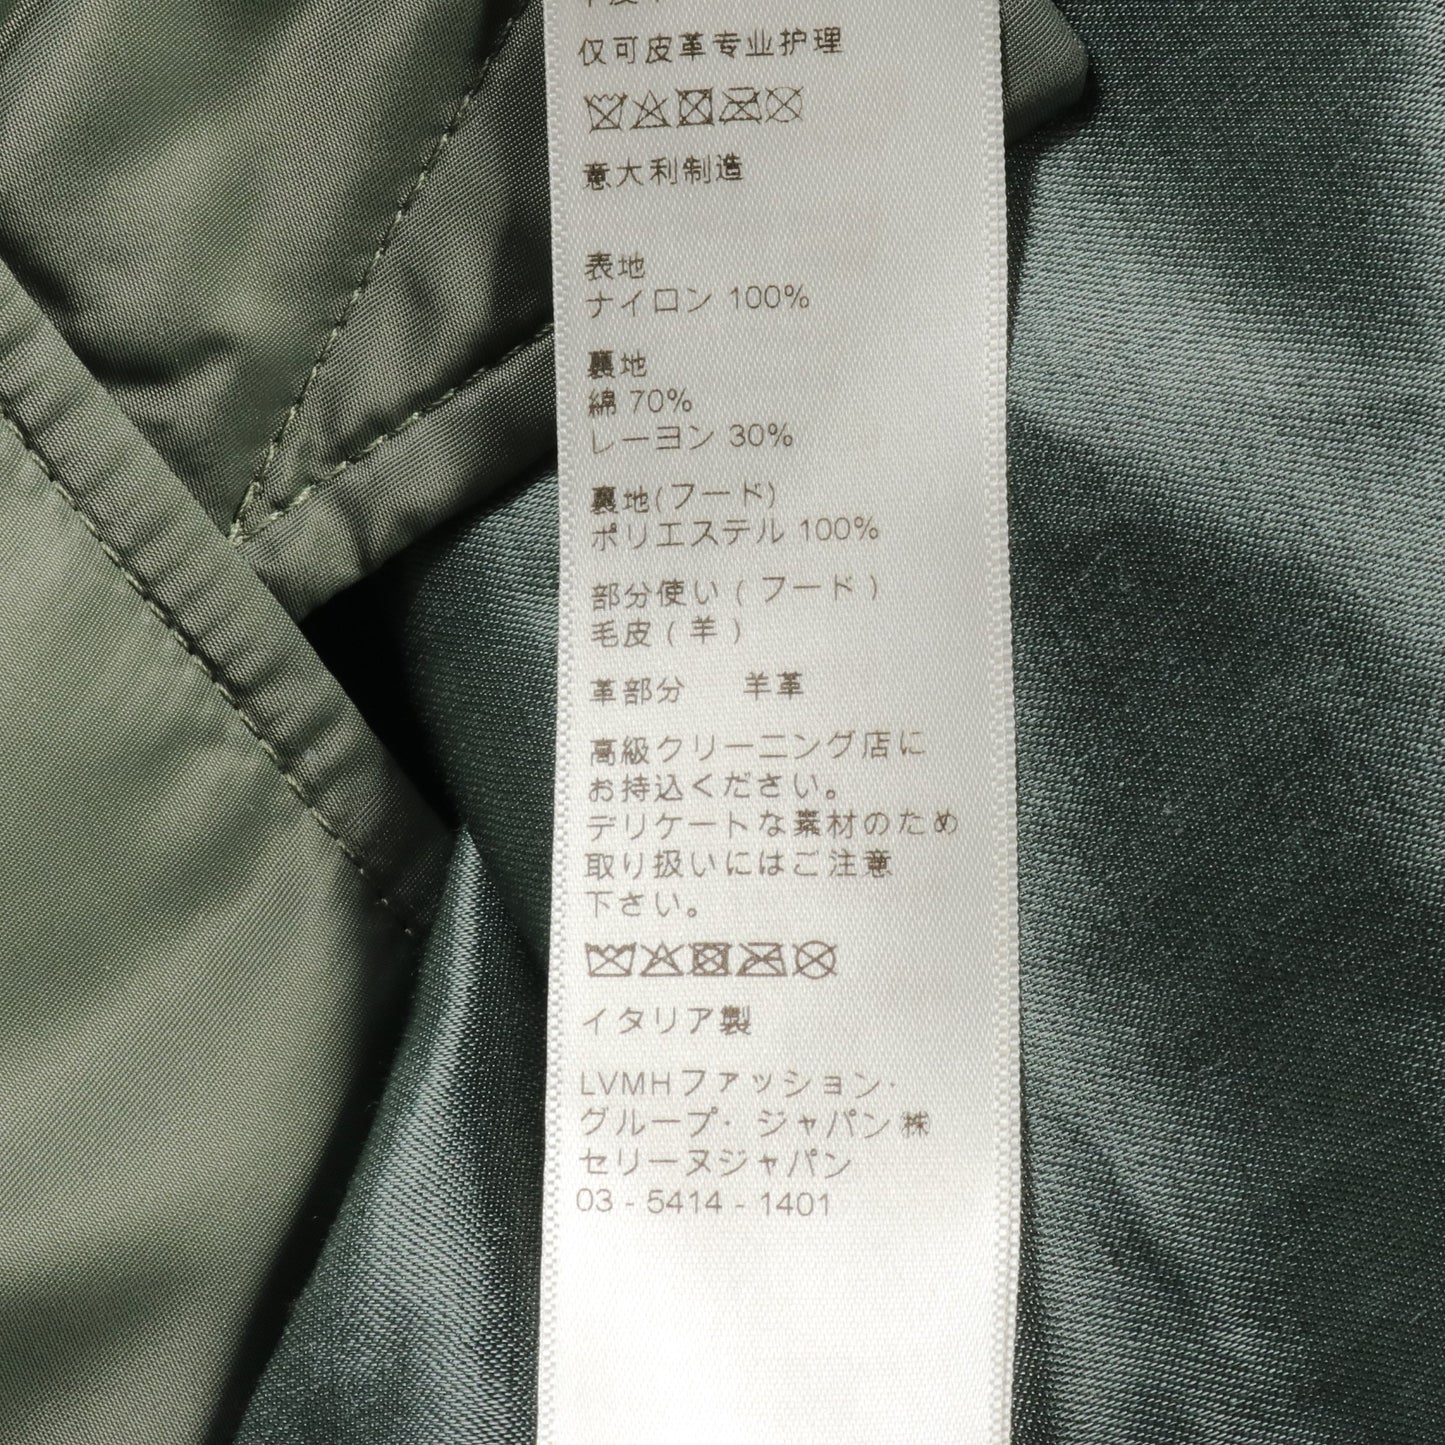 仅可皮革专业护理
意大利制造
表地
ナイロン 100%
裏地
綿 70%
レーヨン 30%
裏地(フード)
ポリエステル 100%
部分使い ( フード )
毛皮 ( 羊 )
革部分 羊革
高級クリーニング店に
お持込ください。
デリケートな素材のため
取り扱いにはご注意
下さい。
イタリア製
LVMHファッション·
グループ· ジャパン㈱
セリーヌジャパン
03 - 5414 - 1401